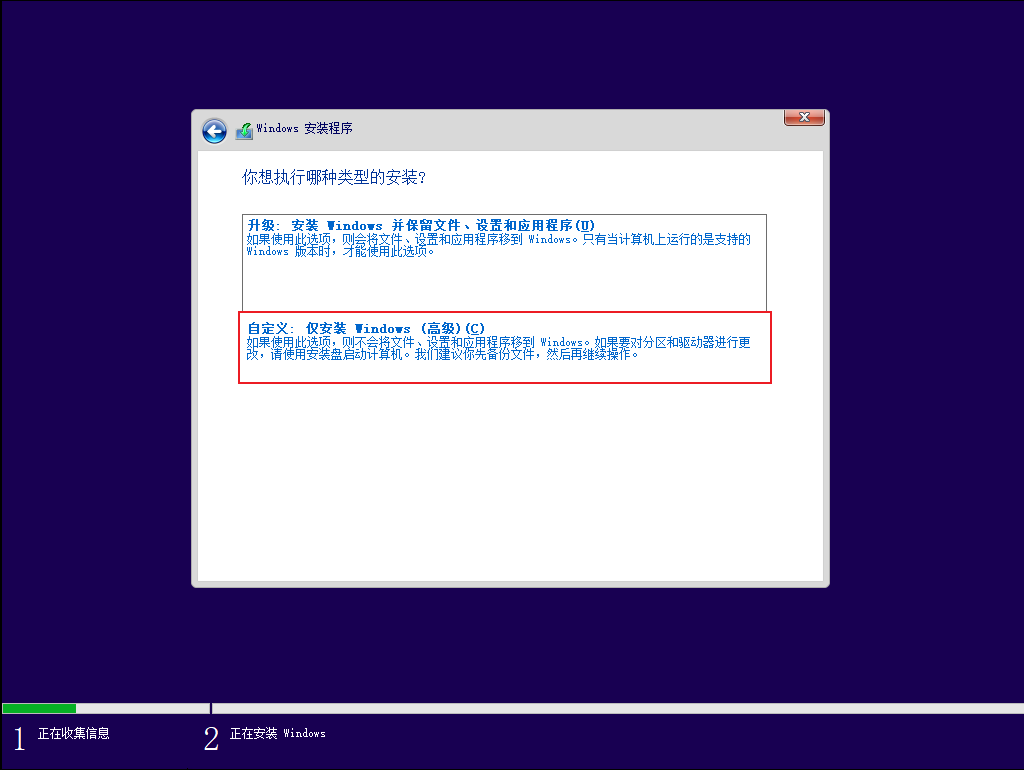 Windows 安装程序
你想执行哪种类型的安装?
升级: 安装 Windows 并保留文件、设置和应用程序(U)
如果使用此选项，则会将文件、设置和应用程序移到 Windows。只有当计算机上运行的是支持的
Windows 版本时，才能使用此选项。
自定义: 仅安装 Windows (高级)(C)
如果使用此选项，则不会将文件、设置和应用程序移到 Windows。如果要对分区和驱动器进行更
改，请使用安装盘启动计算机。我们建议你先备份文件，然后再继续操作。
1 正在收集信息
2 正在安装 Windows